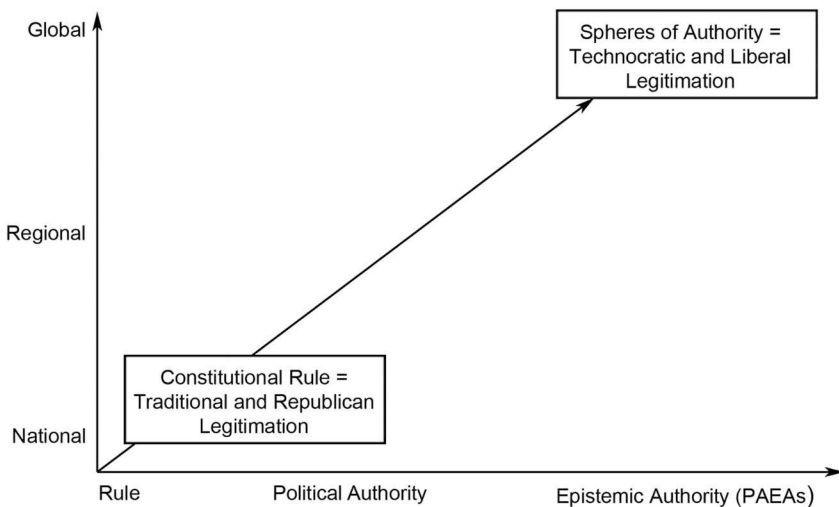 Global
Spheres of Authority =
Technocratic and Liberal
Legitimation
Regional
Constitutional Rule =
Traditional and Republican
Legitimation
National
Rule
Political Authority
Epistemic Authority (PAEAs)